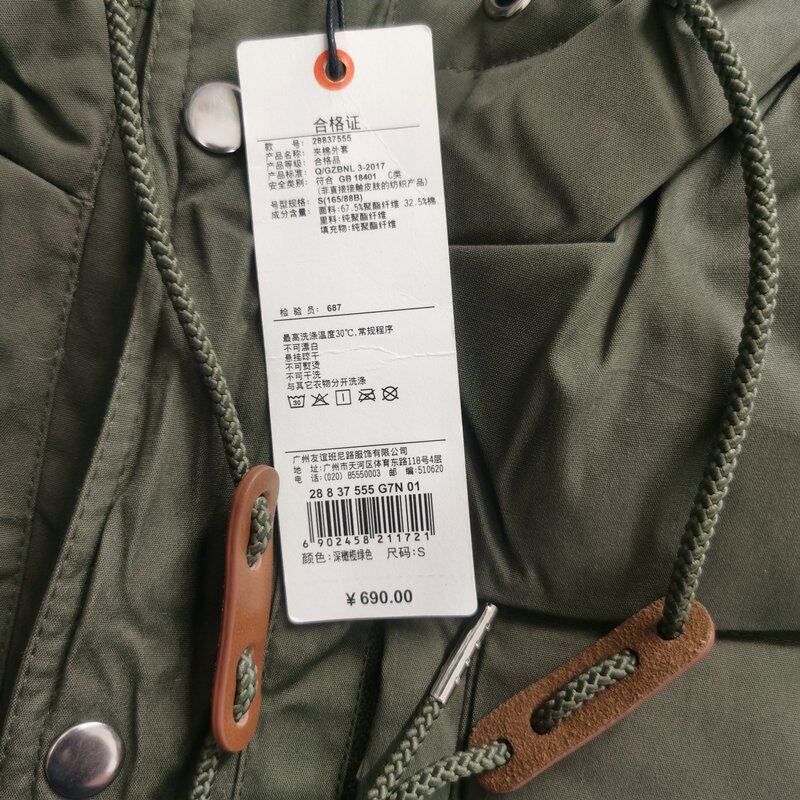 合格证
款 号: 28837555
产品名称: 夹棉外套
产品等级: 合格品
产品标准: Q/GZBNL 3-2017
安全类别: 符合 GB 18401 C类
(非直接接触皮肤的纺织产品)
号型规格: S(165/88B)
成分含量: 面料:67.5%聚酯纤维 32.5%棉
里料:纯聚酯纤维
填充物:纯聚酯纤维
检 验 员: 687
最高洗涤温度30℃,常规程序
不可漂白
悬挂晾干
不可熨烫
不可干洗
与其它衣物分开洗涤
30
广州友谊班尼路服饰有限公司
地 址: 广州市天河区体育东路118号4层
电 话: (020) 85550003 邮 编: 510620
28 8 37 555 G7N 01
6 902458 211721
颜色: 深橄榄绿色 尺码: S
¥690.00